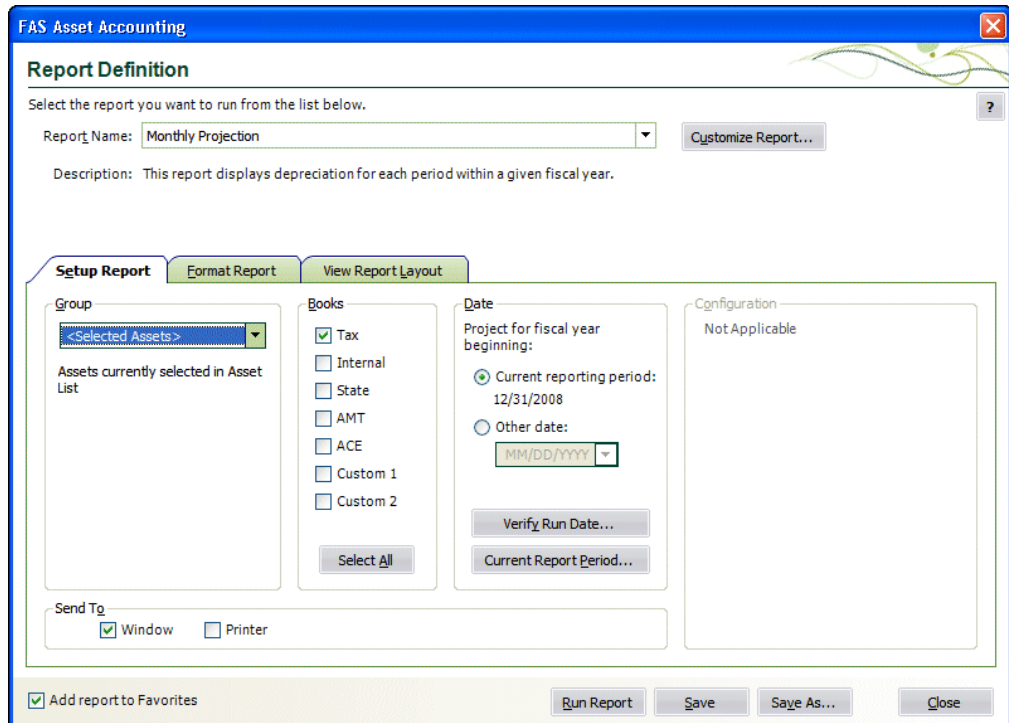 FAS Asset Accounting
Report Definition
Select the report you want to run from the list below.
?
Report Name: Monthly Projection
Customize Report...
Description: This report displays depreciation for each period within a given fiscal year.
Setup Report
Format Report
View Report Layout
Group
<Selected Assets>
Assets currently selected in Asset
List
Books
Tax
Internal
State
AMT
ACE
Custom 1
Custom 2
Select All
Date
Project for fiscal year
beginning:
Current reporting period:
12/31/2008
Other date:
MM/DD/YYYY
Verify Run Date...
Current Report Period...
Configuration
Not Applicable
Send To
Window
Printer
Add report to Favorites
Run Report
Save
Save As...
Close